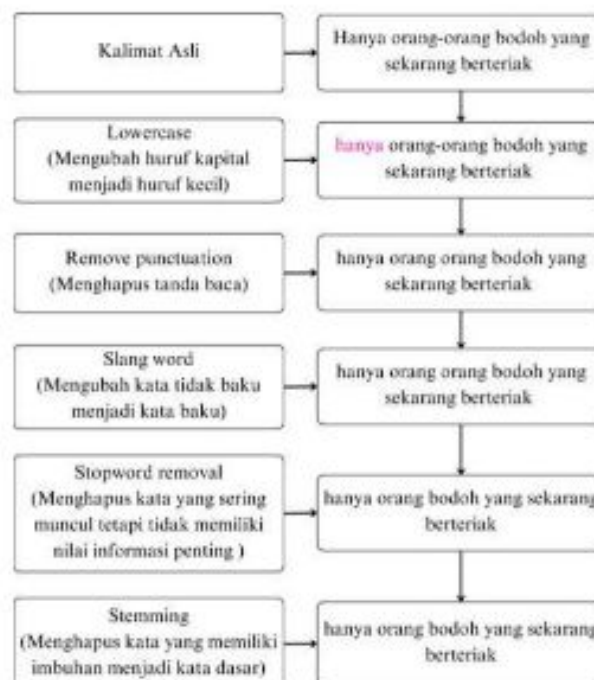 Kalimat Asli
Hanya orang-orang bodoh yang
sekarang berteriak
Lowercase
(Mengubah huruf kapital
menjadi huruf kecil)
hanya orang-orang bodoh yang
sekarang berteriak
Remove punctuation
(Menghapus tanda baca)
hanya orang orang bodoh yang
sekarang berteriak
Slang word
(Mengubah kata tidak baku
menjadi kata baku)
hanya orang orang bodoh yang
sekarang berteriak
Stopword removal
(Menghapus kata yang sering
muncul tetapi tidak memiliki
nilai informasi penting )
hanya orang bodoh yang sekarang
berteriak
Stemming
(Menghapus kata yang memiliki
imbuhan menjadi kata dasar)
hanya orang bodoh yang sekarang
berteriak